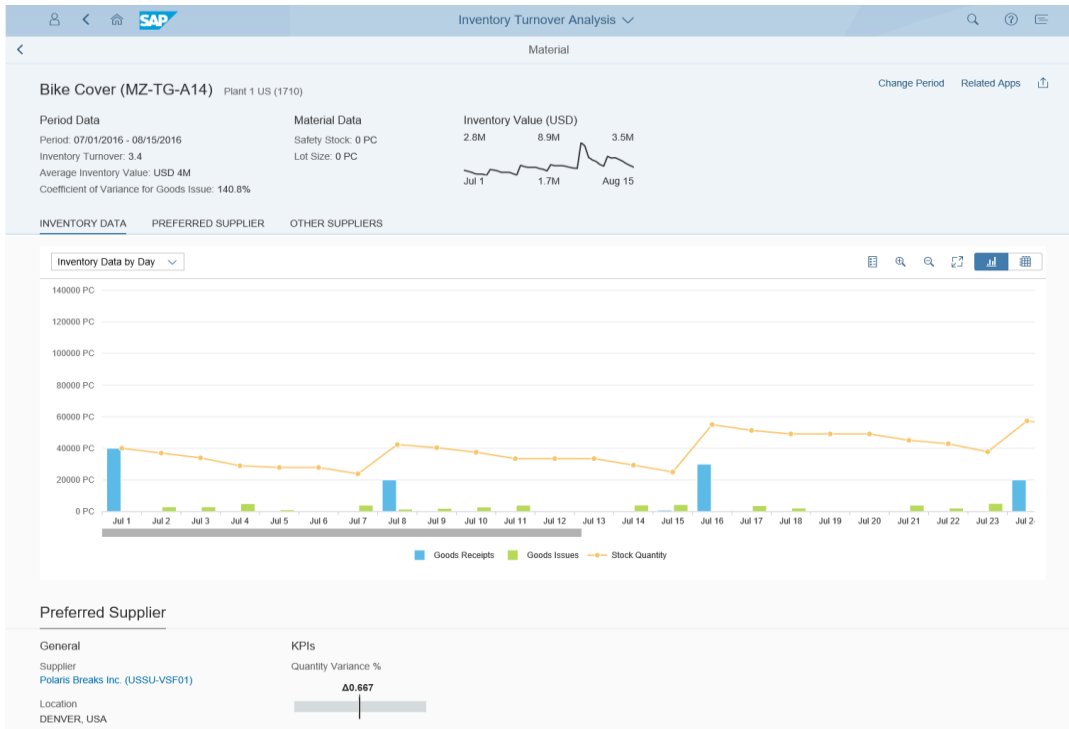 SAP Inventory Turnover Analysis
Material
Bike Cover (MZ-TG-A14) Plant 1 US (1710)
Change Period Related Apps
Period Data
Period: 07/01/2016 - 08/15/2016
Inventory Turnover: 3.4
Average Inventory Value: USD 4M
Coefficient of Variance for Goods Issue: 140.8%
Material Data
Safety Stock: 0 PC
Lot Size: 0 PC
Inventory Value (USD)
2.8M 8.9M 3.5M
Jul 1 1.7M Aug 15
INVENTORY DATA PREFERRED SUPPLIER OTHER SUPPLIERS
Inventory Data by Day
140000 PC
120000 PC
100000 PC
80000 PC
60000 PC
40000 PC
20000 PC
0 PC
Jul 1 Jul 2 Jul 3 Jul 4 Jul 5 Jul 6 Jul 7 Jul 8 Jul 9 Jul 10 Jul 11 Jul 12 Jul 13 Jul 14 Jul 15 Jul 16 Jul 17 Jul 18 Jul 19 Jul 20 Jul 21 Jul 22 Jul 23 Jul 2
Goods Receipts Goods Issues Stock Quantity
Preferred Supplier
General
Supplier
Polaris Breaks Inc. (USSU-VSF01)
Location
DENVER, USA
KPIs
Quantity Variance %
Δ0.667